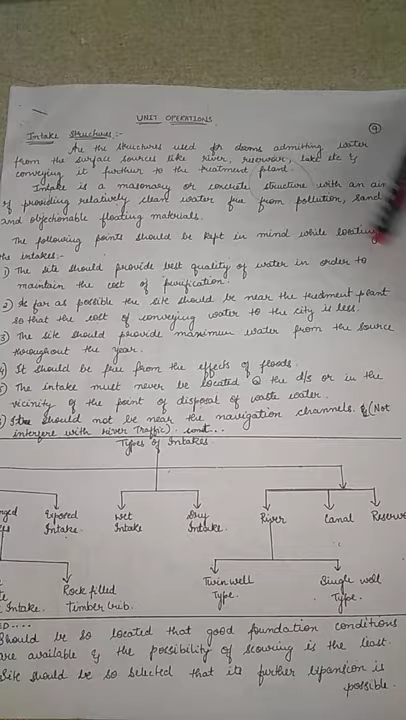 UNIT OPERATIONS
9
Intake Structures:-
Are the structures used for admitting water
from the surface sources like river, reservoir, lake etc &
conveying it further to the treatment plant.
Intake is a masonary or concrete structure with an aim
of providing relatively clean water free from pollution, sand
and objectionable floating materials.
The following points should be kept in mind while locating
the intakes:-
1) The site should provide best quality of water in order to
maintain the cost of purification.
2) As far as possible the site should be near the treatment plant
so that the cost of conveying water to the city is less.
3) The site should provide maximum water from the source
throughout the year.
4) It should be free from the effects of floods.
5) The intake must never be located @ the d/s or in the
vicinity of the point of disposal of waste water.
should not be near the navigation channels. (Not
interfere with river Traffic). cont...
Types of Intakes
Exposed Wet Dry River Canal Reserv
Intake Intake Intake.
Rock filled Twin well Single well
Intake. timber crib. Type. Type.
D....
Should be so located that good foundation conditions
are available & the possibility of scouring is the least.
Site should be so selected that its further expansion is
possible.